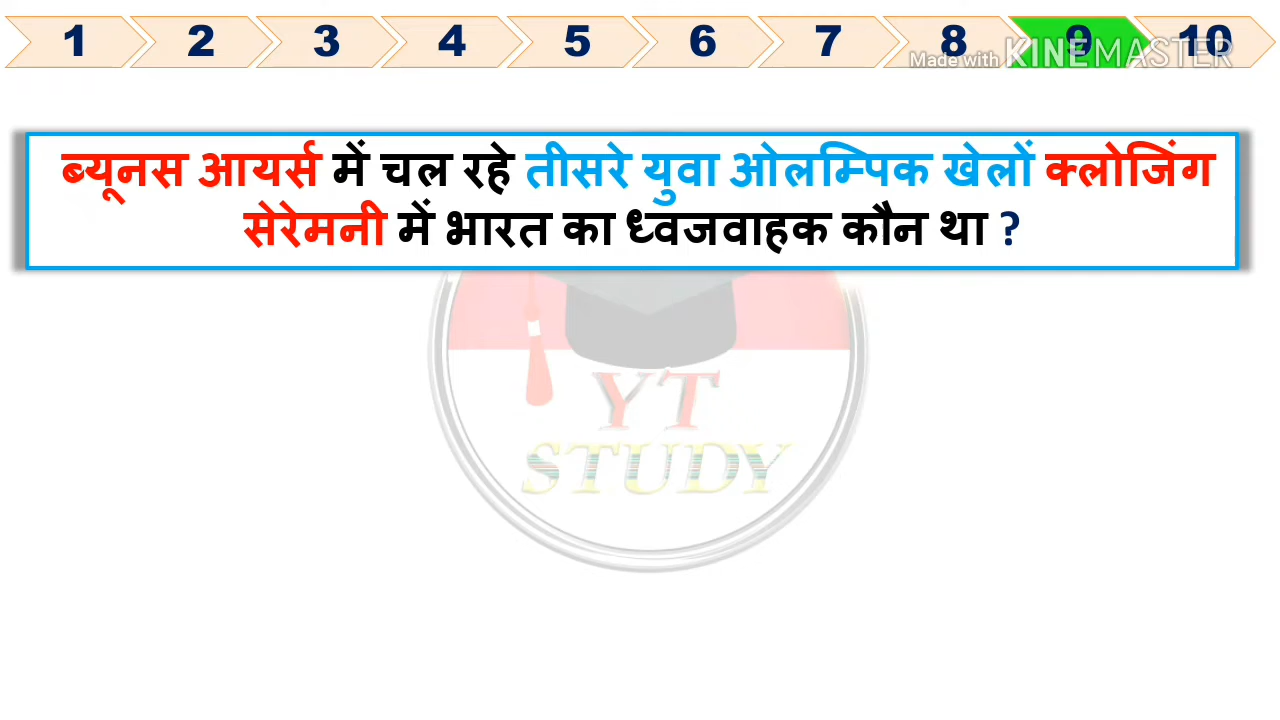 1 2 3 4 5 6 7 8 9 10
Made with KINEMASTER
ब्यूनस आयर्स में चल रहे तीसरे युवा ओलम्पिक खेलों क्लोजिंग
सेरेमनी में भारत का ध्वजवाहक कौन था ?
YT
STUDY